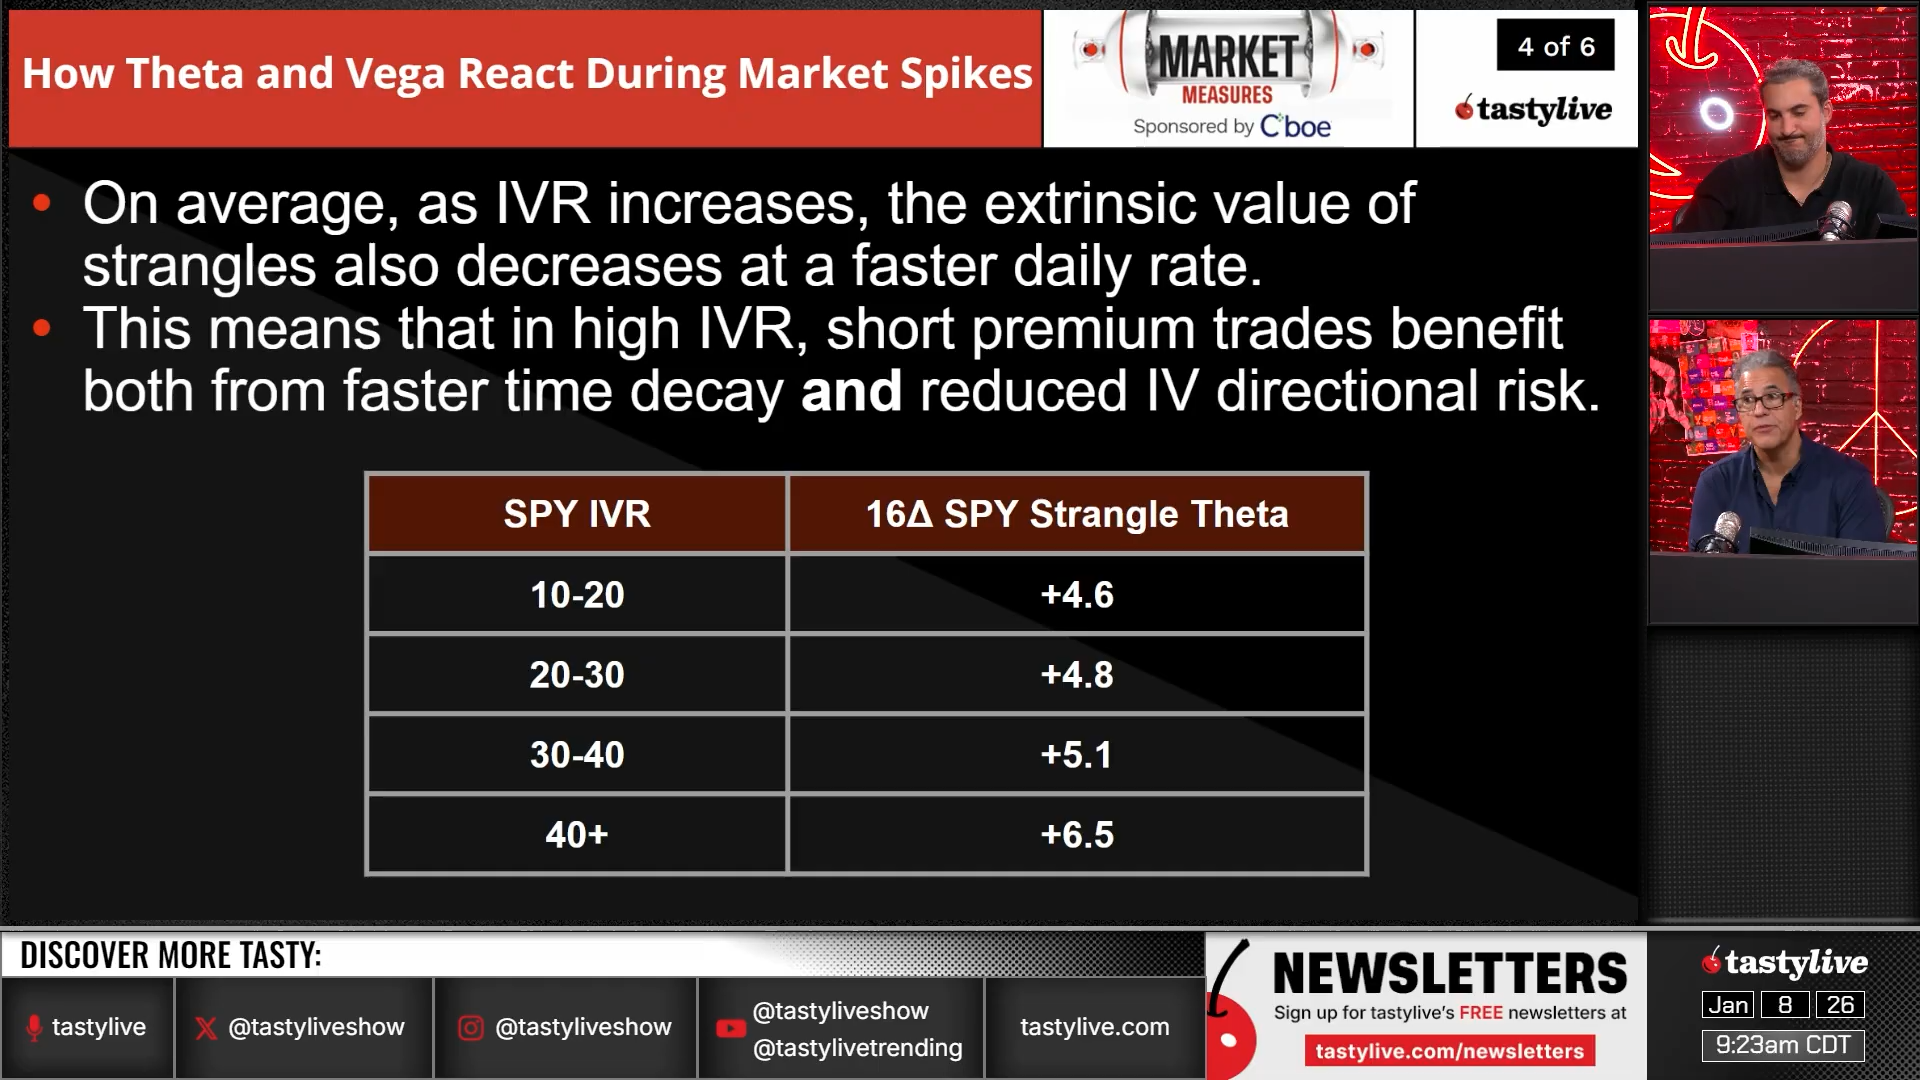 How Theta and Vega React During Market Spikes
MARKET
MEASURES
Sponsored by Cboe
4 of 6
tastylive
• On average, as IVR increases, the extrinsic value of
strangles also decreases at a faster daily rate.
• This means that in high IVR, short premium trades benefit
both from faster time decay and reduced IV directional risk.
SPY IVR 16Δ SPY Strangle Theta
10-20 +4.6
20-30 +4.8
30-40 +5.1
40+ +6.5
DISCOVER MORE TASTY:
tastylive
@tastyliveshow
@tastyliveshow
@tastyliveshow
@tastylivetrending
tastylive.com
NEWSLETTERS
Sign up for tastylive's FREE newsletters at
tastylive.com/newsletters
tastylive
Jan 8 26
9:23am CDT